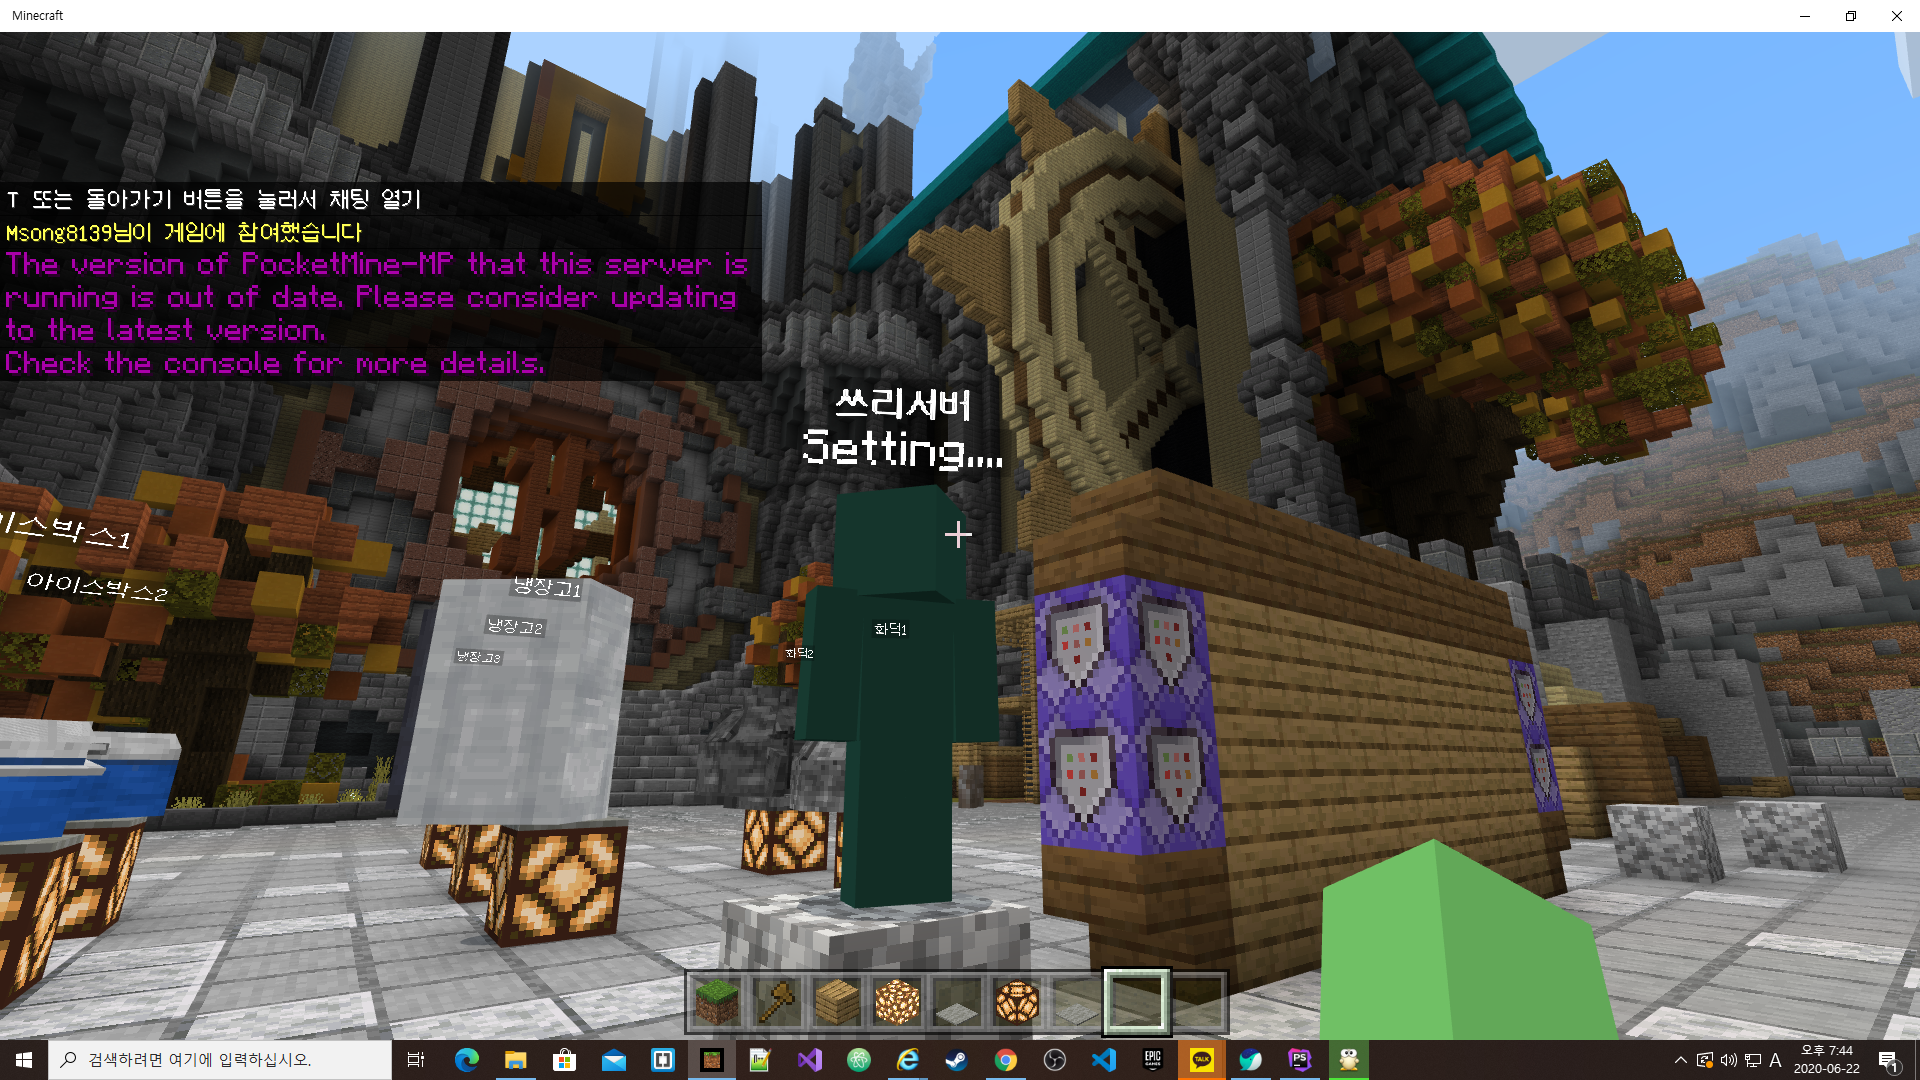 Minecraft
T 또는 돌아가기 버튼을 눌러서 채팅 열기
Msong8139님이 게임에 참여했습니다
The version of PocketMine-MP that this server is
running is out of date. Please consider updating
to the latest version.
Check the console for more details.
쓰리서버
Setting....
이스박스1
아이스박스2
냉장고1
냉장고2
냉장고3
화덕1
화덕2
검색하려면 여기에 입력하십시오.
EPIC
GAMES
TALK
PS
A
오후 7:44
2020-06-22
1